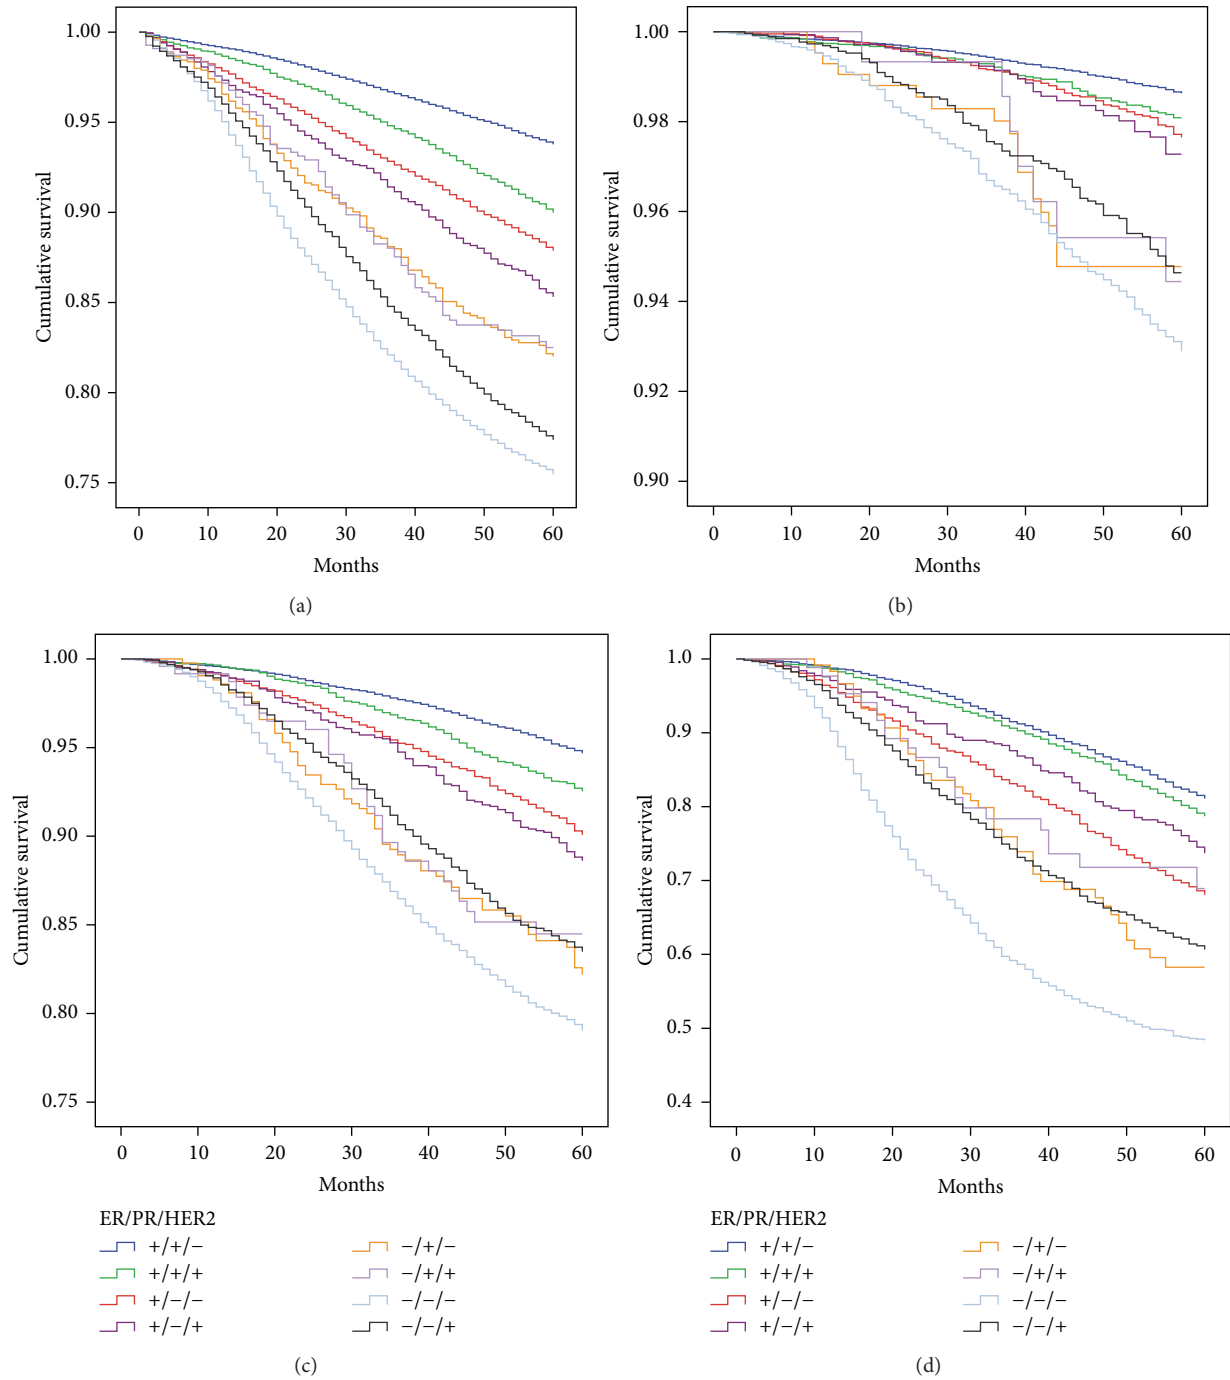 1.00
0.95
0.90
0.85
0.80
0.75
Cumulative survival
0 10 20 30 40 50 60
Months
(a)
1.00
0.98
0.96
0.94
0.92
0.90
Cumulative survival
0 10 20 30 40 50 60
Months
(b)
1.00
0.95
0.90
0.85
0.80
0.75
Cumulative survival
0 10 20 30 40 50 60
Months
ER/PR/HER2
+/+/−
+/+/+
+/−/−
+/−/+
−/+/−
−/+/+
−/−/−
−/−/+
(c)
1.0
0.9
0.8
0.7
0.6
0.5
0.4
Cumulative survival
0 10 20 30 40 50 60
Months
ER/PR/HER2
+/+/−
+/+/+
+/−/−
+/−/+
−/+/−
−/+/+
−/−/−
−/−/+
(d)